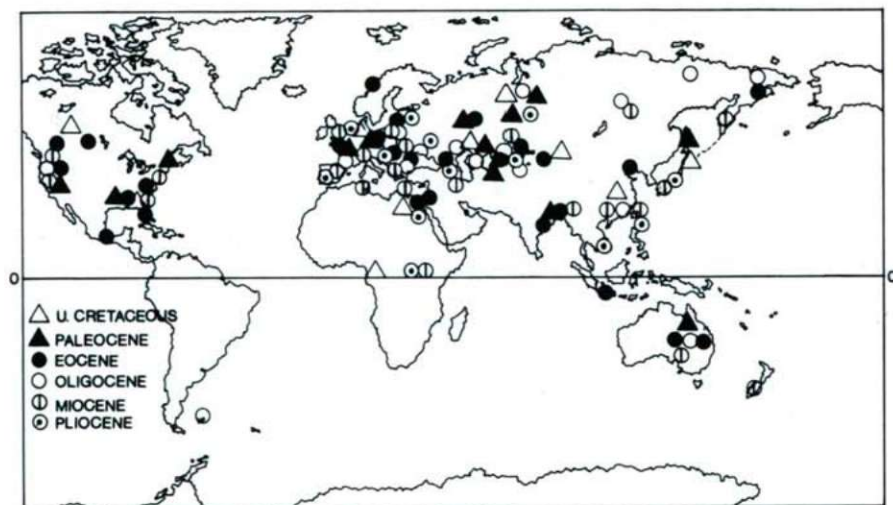 0 0
U. CRETACEOUS
PALEOCENE
EOCENE
OLIGOCENE
MIOCENE
PLIOCENE